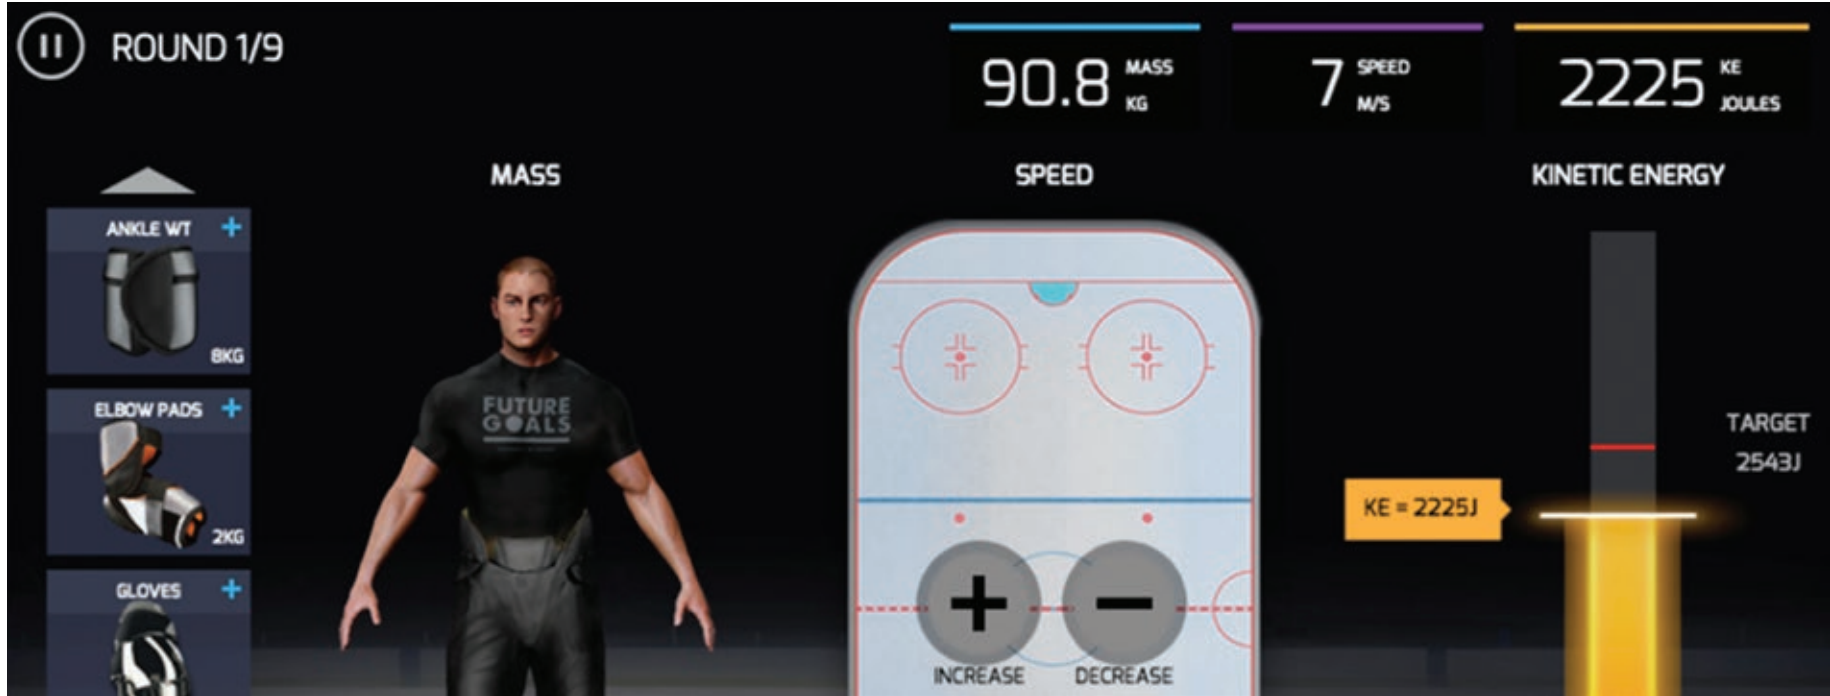 ROUND 1/9
90.8 MASS KG
7 SPEED M/S
2225 KE JOULES
MASS
SPEED
KINETIC ENERGY
ANKLE WT +
8KG
ELBOW PADS +
2KG
GLOVES +
FUTURE
GOALS
TARGET
2543J
KE = 2225J
+
−
INCREASE
DECREASE